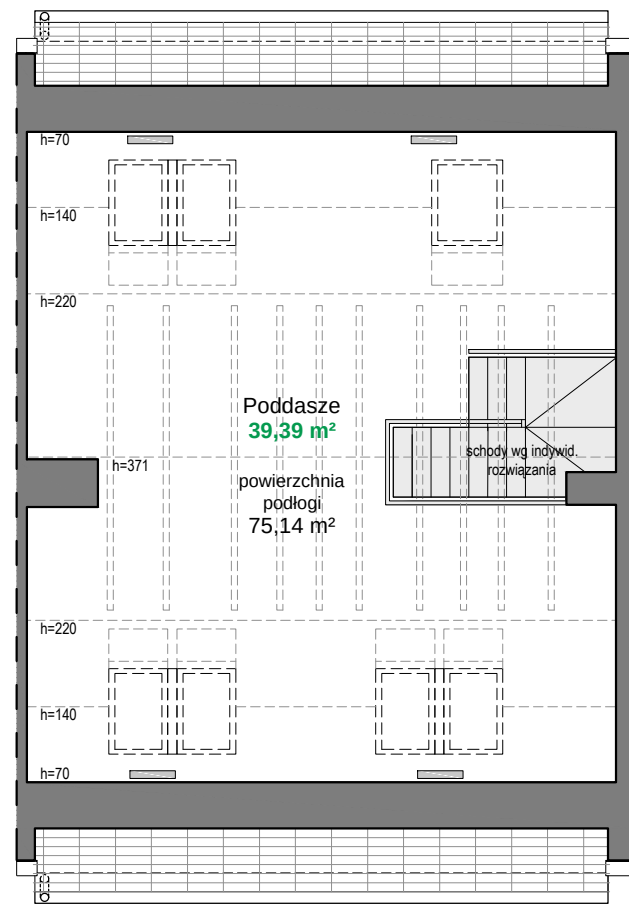 h=70
h=140
h=220
Poddasze
39,39 m²
schody wg indywid.
rozwiązania
h=371
powierzchnia
podłogi
75,14 m²
h=220
h=140
h=70